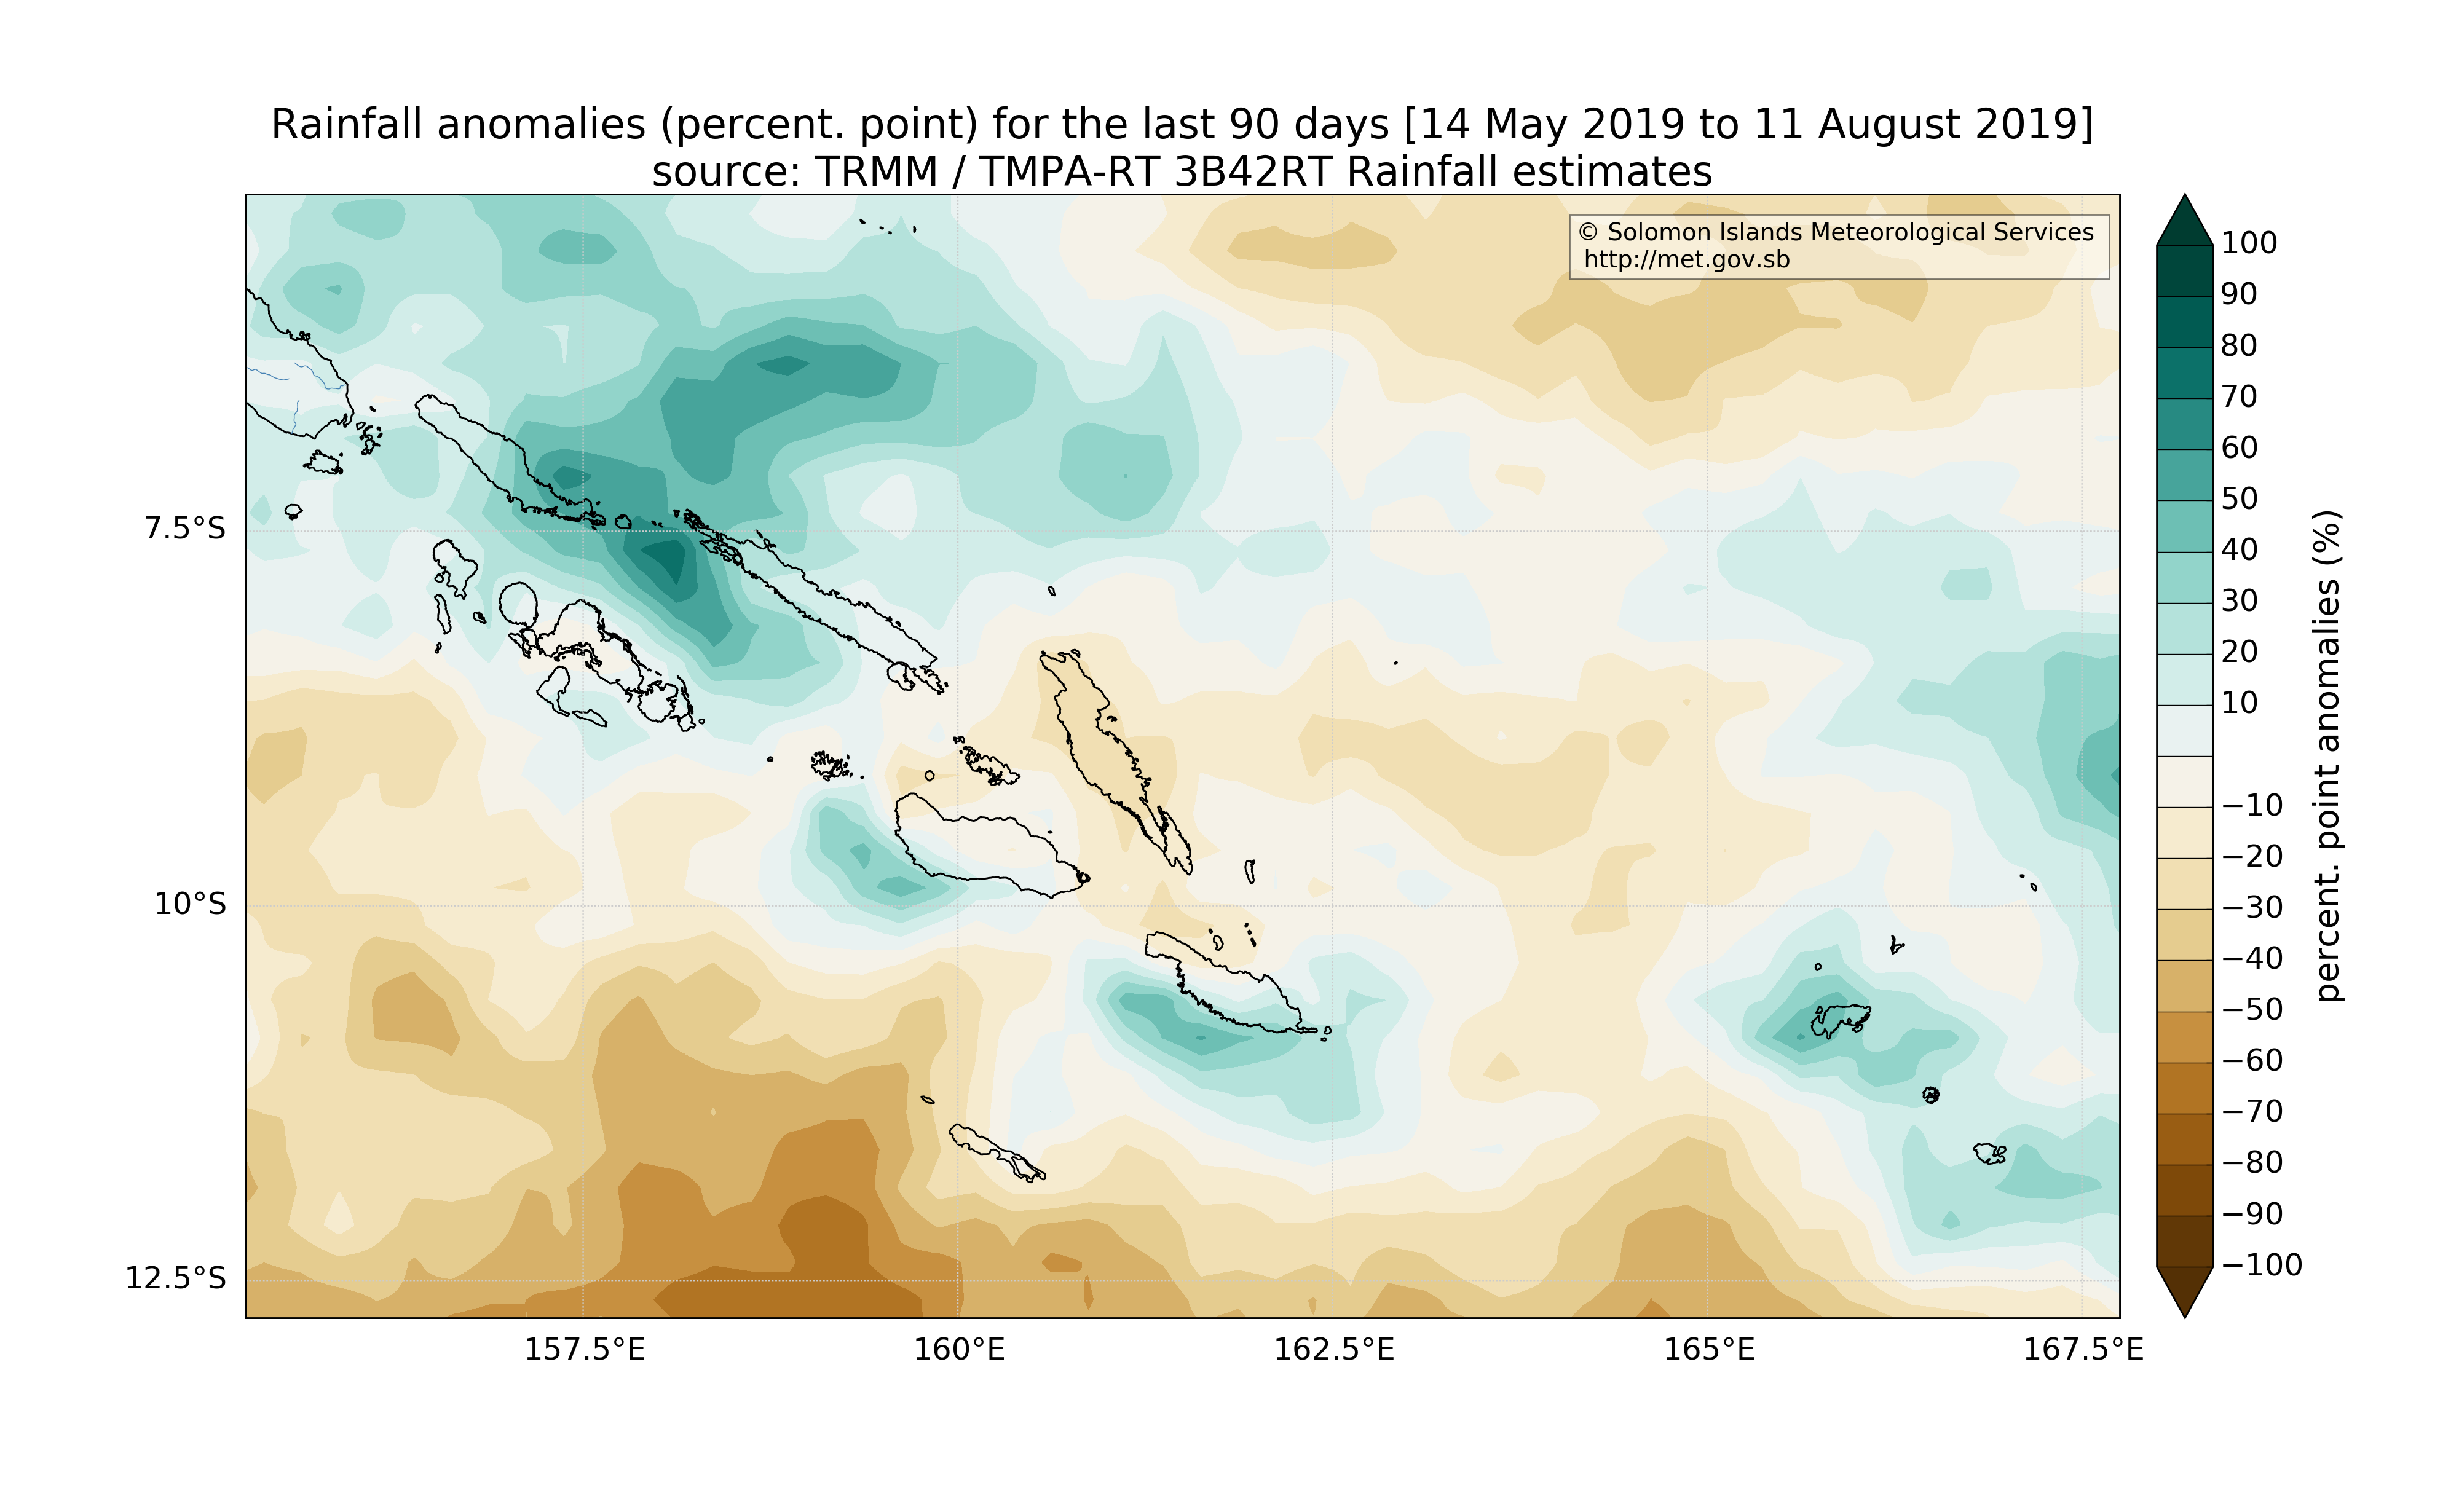 Rainfall anomalies (percent. point) for the last 90 days [14 May 2019 to 11 August 2019]
source: TRMM / TMPA-RT 3B42RT Rainfall estimates
© Solomon Islands Meteorological Services
http://met.gov.sb
7.5°S
10°S
12.5°S
157.5°E
160°E
162.5°E
165°E
167.5°E
100
90
80
70
60
50
40
30
20
10
−10
−20
−30
−40
−50
−60
−70
−80
−90
−100
percent. point anomalies (%)